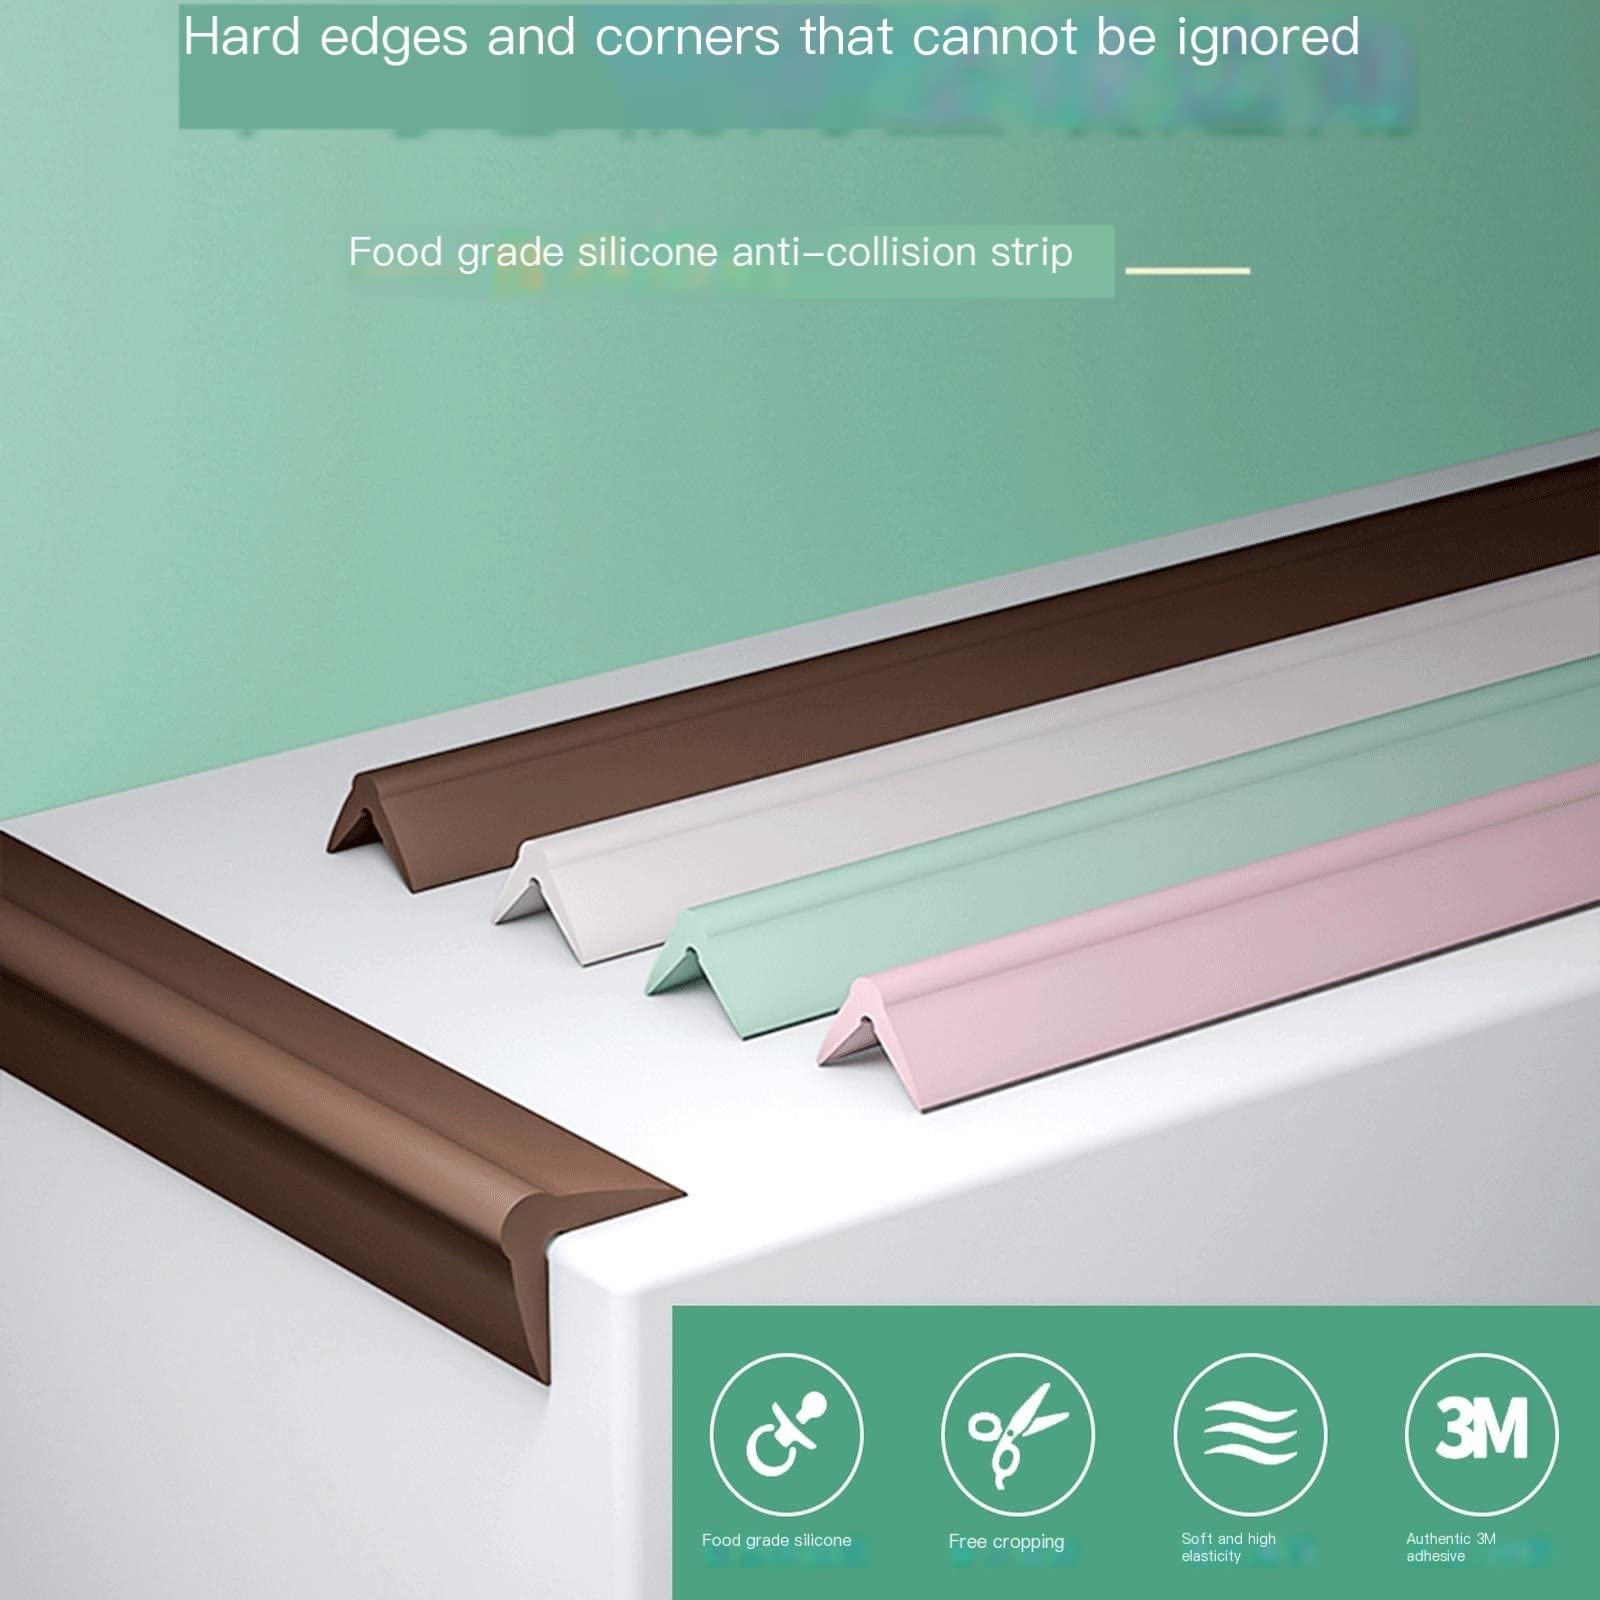 Hard edges and corners that cannot be ignored
Food grade silicone anti-collision strip
3M
Food grade silicone
Free cropping
Soft and high
elasticity
Authentic 3M
adhesive